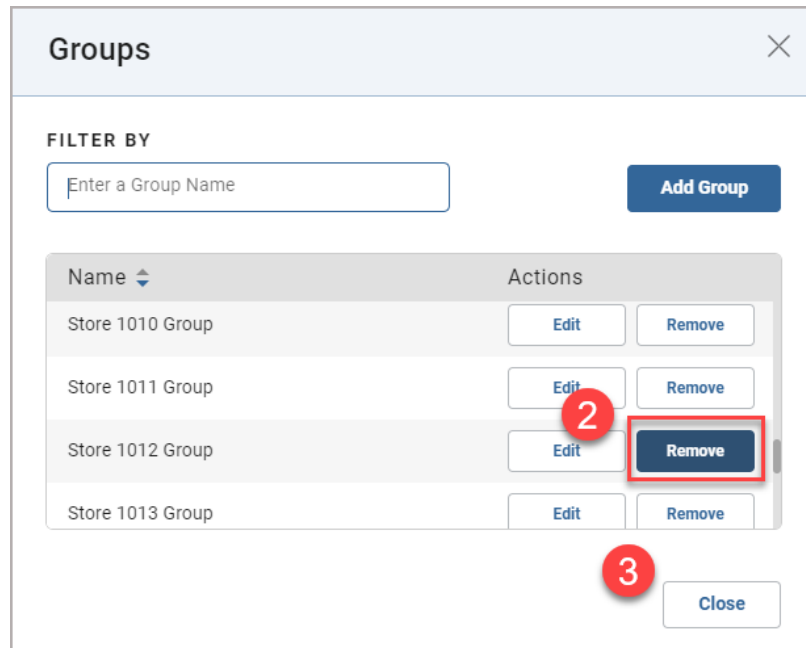 Groups
FILTER BY
Enter a Group Name
Add Group
Name Actions
Store 1010 Group Edit Remove
Store 1011 Group Edit Remove
2
Store 1012 Group Edit Remove
Store 1013 Group Edit Remove
3
Close